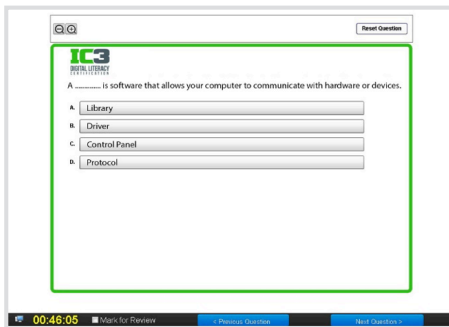 Reset Question
IC3
DIGITAL LITERACY
CERTIFICATION
A ............ is software that allows your computer to communicate with hardware or devices.
A. Library
B. Driver
C. Control Panel
D. Protocol
00:46:05 Mark for Review < Previous Question Next Question >